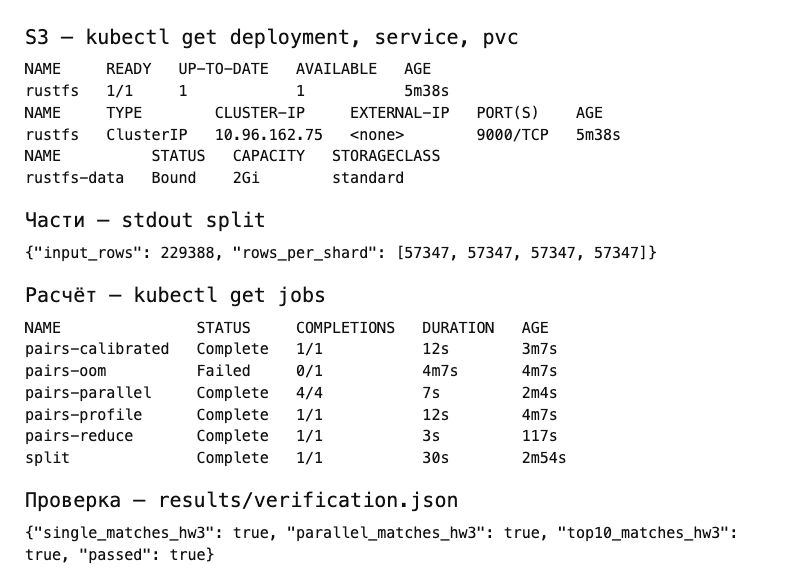 S3 — kubectl get deployment, service, pvc
NAME READY UP-TO-DATE AVAILABLE AGE
rustfs 1/1 1 1 5m38s
NAME TYPE CLUSTER-IP EXTERNAL-IP PORT(S) AGE
rustfs ClusterIP 10.96.162.75 <none> 9000/TCP 5m38s
NAME STATUS CAPACITY STORAGECLASS
rustfs-data Bound 2Gi standard
Части — stdout split
{"input_rows": 229388, "rows_per_shard": [57347, 57347, 57347, 57347]}
Расчёт — kubectl get jobs
NAME STATUS COMPLETIONS DURATION AGE
pairs-calibrated Complete 1/1 12s 3m7s
pairs-oom Failed 0/1 4m7s 4m7s
pairs-parallel Complete 4/4 7s 2m4s
pairs-profile Complete 1/1 12s 4m7s
pairs-reduce Complete 1/1 3s 117s
split Complete 1/1 30s 2m54s
Проверка — results/verification.json
{"single_matches_hw3": true, "parallel_matches_hw3": true, "top10_matches_hw3":
true, "passed": true}